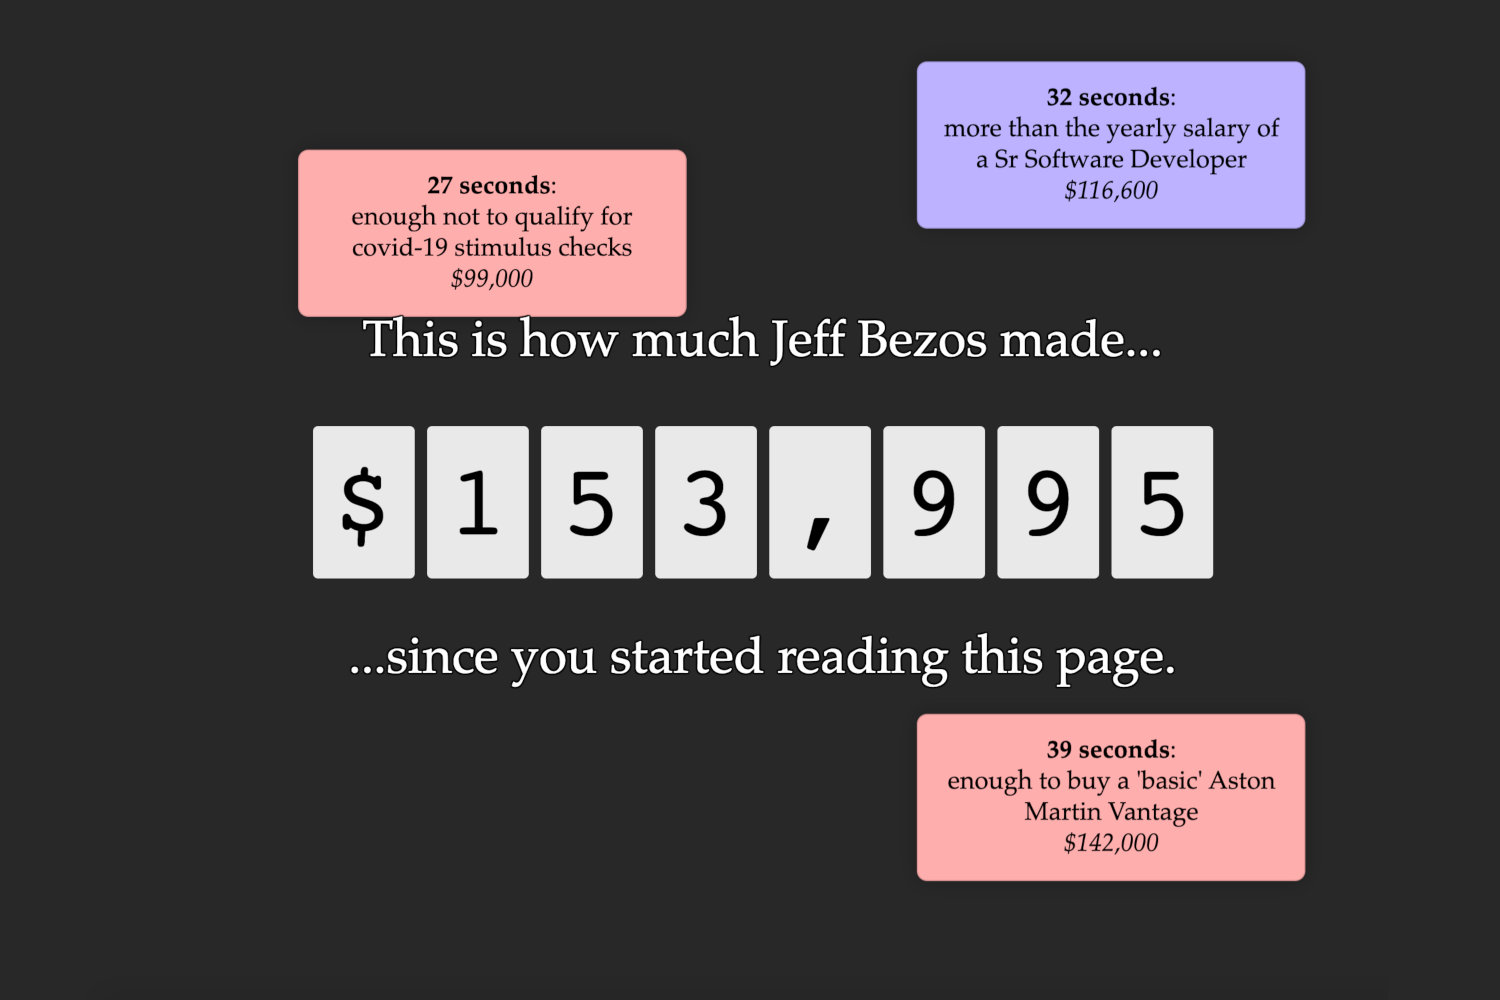 32 seconds:
more than the yearly salary of
a Sr Software Developer
$116,600
27 seconds:
enough not to qualify for
covid-19 stimulus checks
$99,000
This is how much Jeff Bezos made...
$153,995
...since you started reading this page.
39 seconds:
enough to buy a 'basic' Aston
Martin Vantage
$142,000